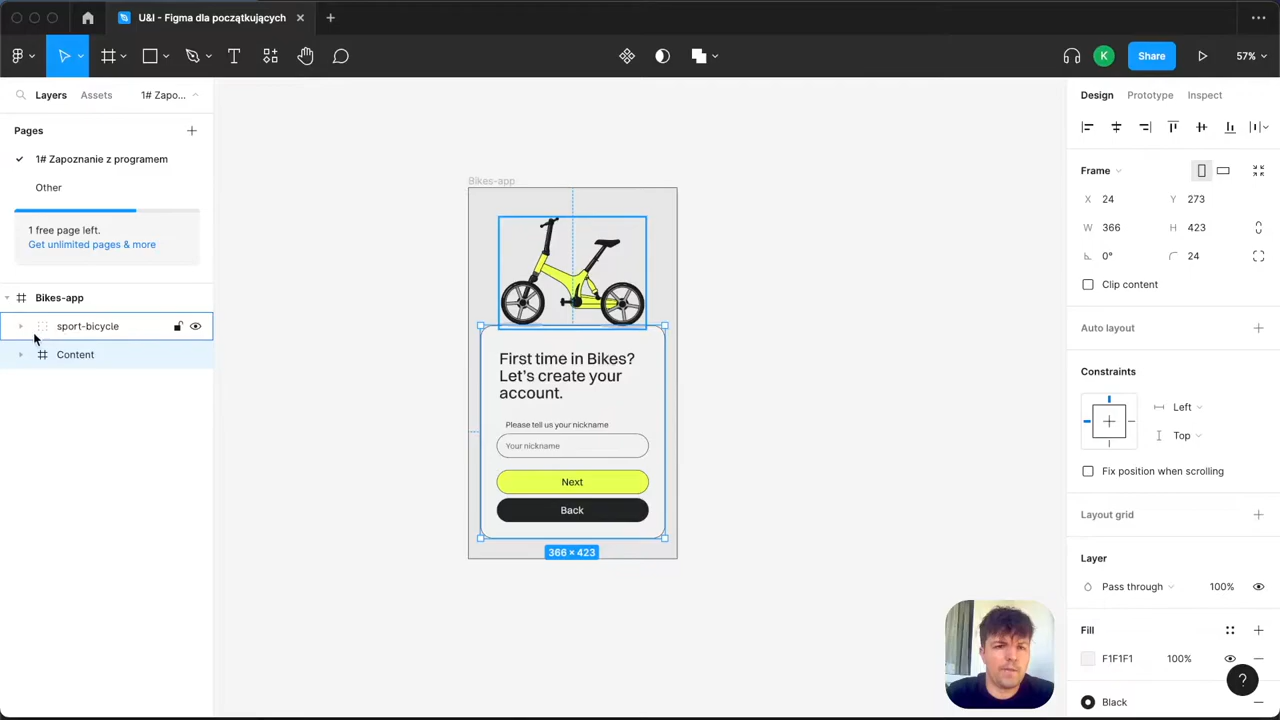 U&I - Figma dla początkujących
K
Share
57%
Layers
Assets
1# Zapo...
Pages
1# Zapoznanie z programem
Other
1 free page left.
Get unlimited pages & more
Bikes-app
sport-bicycle
Content
Bikes-app
First time in Bikes?
Let's create your
account.
Please tell us your nickname
Your nickname
Next
Back
366 × 423
Design
Prototype
Inspect
Frame
X 24
Y 273
W 366
H 423
0°
24
Clip content
Auto layout
Constraints
Left
Top
Fix position when scrolling
Layout grid
Layer
Pass through
100%
Fill
F1F1F1
100%
Black
?